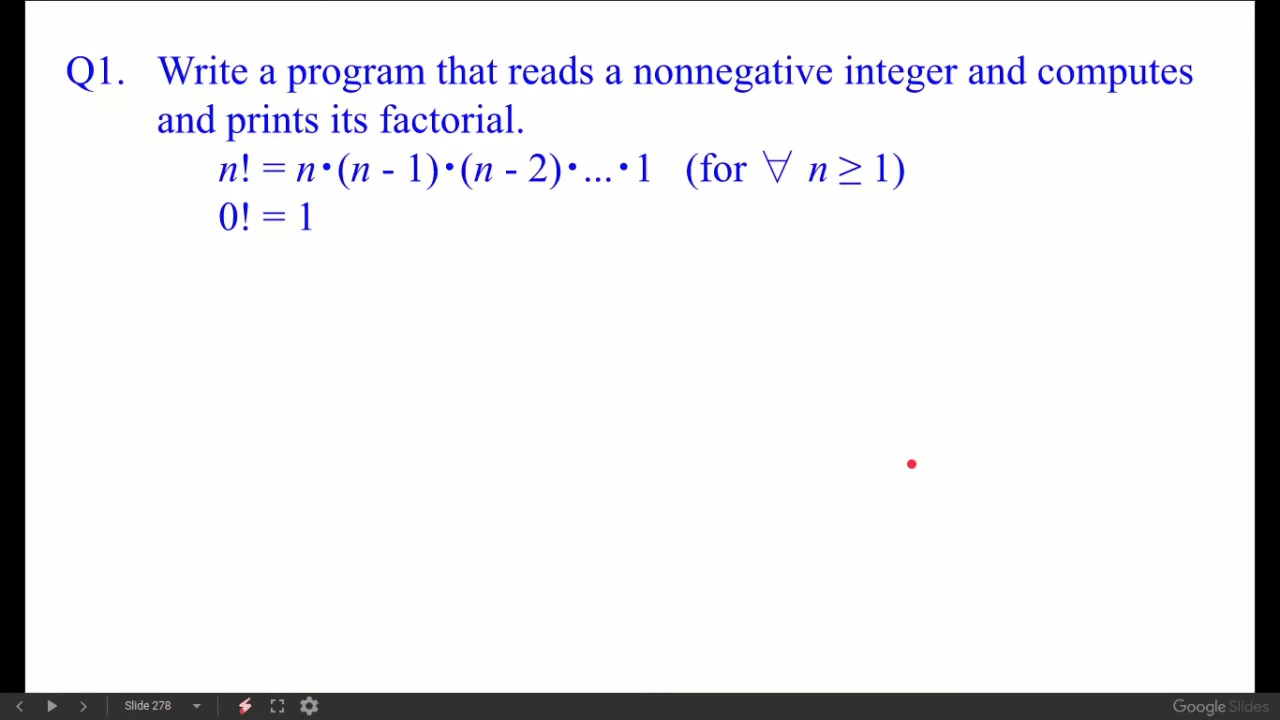 Q1. Write a program that reads a nonnegative integer and computes
and prints its factorial.
n! = n·(n - 1)·(n - 2)·...·1 (for ∀ n ≥ 1)
0! = 1
Slide 278
Google Slides